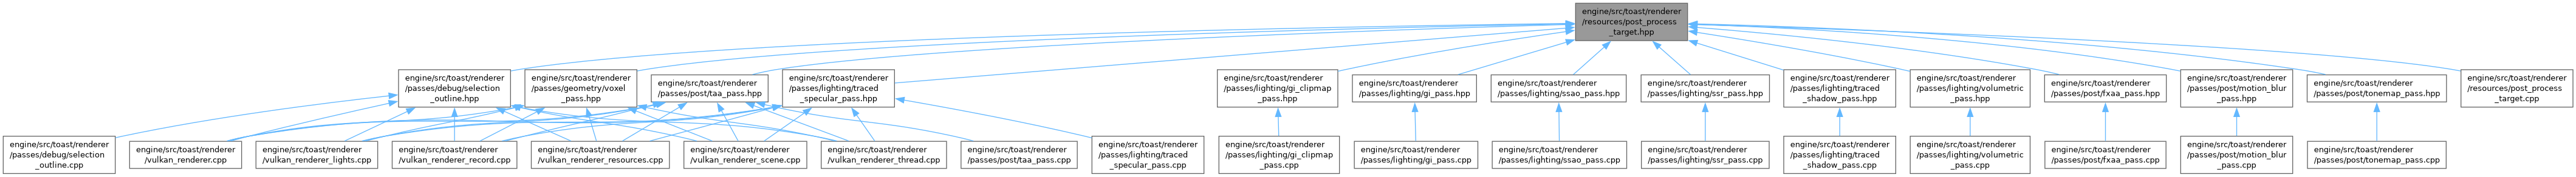 engine/src/toast/renderer
/resources/post_process
_target.hpp
engine/src/toast/renderer
/passes/debug/selection
_outline.hpp
engine/src/toast/renderer
/passes/geometry/voxel
_pass.hpp
engine/src/toast/renderer
/passes/post/taa_pass.hpp
engine/src/toast/renderer
/passes/lighting/traced
_specular_pass.hpp
engine/src/toast/renderer
/passes/lighting/gi_clipmap
_pass.hpp
engine/src/toast/renderer
/passes/lighting/gi_pass.hpp
engine/src/toast/renderer
/passes/lighting/ssao_pass.hpp
engine/src/toast/renderer
/passes/lighting/ssr_pass.hpp
engine/src/toast/renderer
/passes/lighting/traced
_shadow_pass.hpp
engine/src/toast/renderer
/passes/lighting/volumetric
_pass.hpp
engine/src/toast/renderer
/passes/post/fxaa_pass.hpp
engine/src/toast/renderer
/passes/post/motion_blur
_pass.hpp
engine/src/toast/renderer
/passes/post/tonemap_pass.hpp
engine/src/toast/renderer
/resources/post_process
_target.cpp
engine/src/toast/renderer
/passes/debug/selection
_outline.cpp
engine/src/toast/renderer
/vulkan_renderer.cpp
engine/src/toast/renderer
/vulkan_renderer_lights.cpp
engine/src/toast/renderer
/vulkan_renderer_record.cpp
engine/src/toast/renderer
/vulkan_renderer_resources.cpp
engine/src/toast/renderer
/vulkan_renderer_scene.cpp
engine/src/toast/renderer
/vulkan_renderer_thread.cpp
engine/src/toast/renderer
/passes/post/taa_pass.cpp
engine/src/toast/renderer
/passes/lighting/traced
_specular_pass.cpp
engine/src/toast/renderer
/passes/lighting/gi_clipmap
_pass.cpp
engine/src/toast/renderer
/passes/lighting/gi_pass.cpp
engine/src/toast/renderer
/passes/lighting/ssao_pass.cpp
engine/src/toast/renderer
/passes/lighting/ssr_pass.cpp
engine/src/toast/renderer
/passes/lighting/traced
_shadow_pass.cpp
engine/src/toast/renderer
/passes/lighting/volumetric
_pass.cpp
engine/src/toast/renderer
/passes/post/fxaa_pass.cpp
engine/src/toast/renderer
/passes/post/motion_blur
_pass.cpp
engine/src/toast/renderer
/passes/post/tonemap_pass.cpp